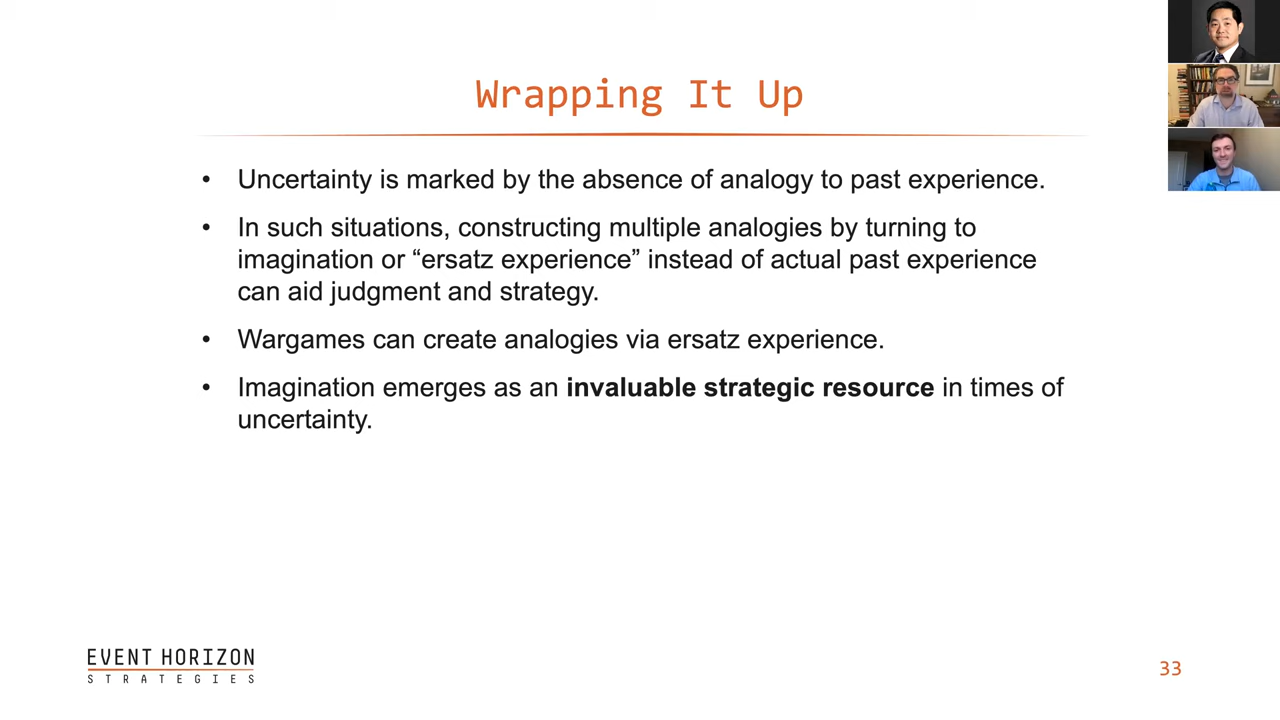 Wrapping It Up
• Uncertainty is marked by the absence of analogy to past experience.
• In such situations, constructing multiple analogies by turning to
imagination or “ersatz experience” instead of actual past experience
can aid judgment and strategy.
• Wargames can create analogies via ersatz experience.
• Imagination emerges as an invaluable strategic resource in times of
uncertainty.
EVENT HORIZON
STRATEGIES
33